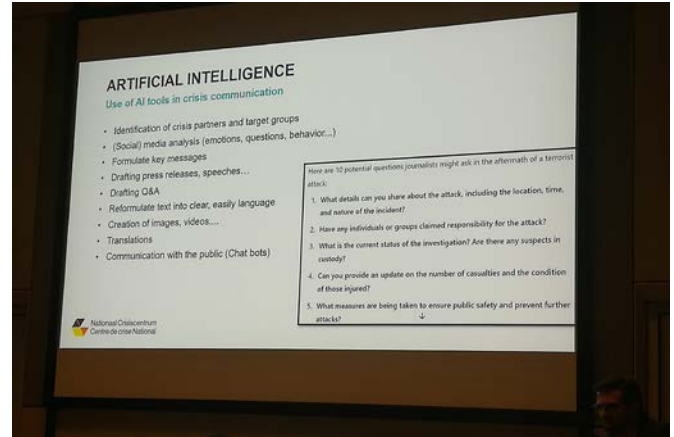 ARTIFICIAL INTELLIGENCE
Use of AI tools in crisis communication
• Identification of crisis partners and target groups
• (Social) media analysis (emotions, questions, behavior...)
• Formulate key messages
• Drafting press releases, speeches...
• Drafting Q&A
• Reformulate text into clear, easily language
• Creation of images, videos....
• Translations
• Communication with the public (Chat bots)
Here are 10 potential questions journalists might ask in the aftermath of a terrorist
attack:
1. What details can you share about the attack, including the location, time,
and nature of the incident?
2. Have any individuals or groups claimed responsibility for the attack?
3. What is the current status of the investigation? Are there any suspects in
custody?
4. Can you provide an update on the number of casualties and the condition
of those injured?
5. What measures are being taken to ensure public safety and prevent further
attacks?
↓
Nationaal Crisiscentrum
Centre de crise National